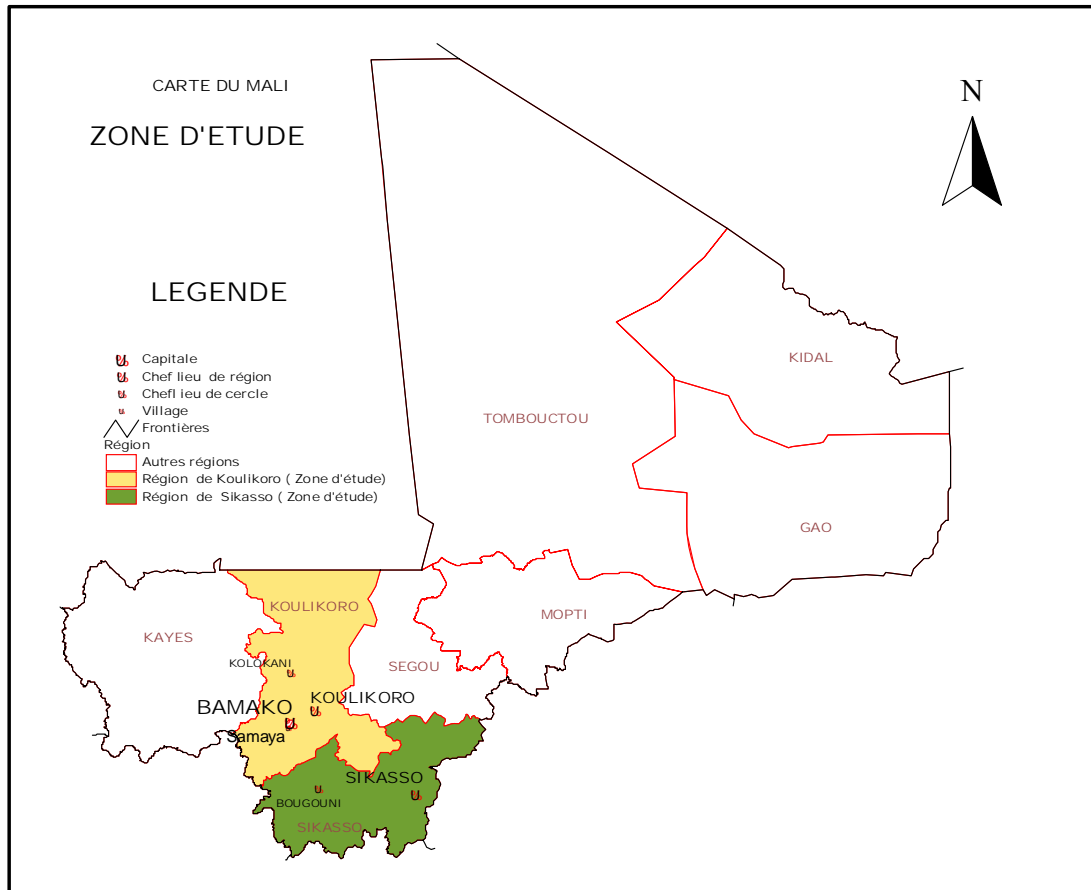 CARTE DU MALI
ZONE D'ETUDE
N
LEGENDE
Capitale
Chef lieu de région
Chefl ieu de cercle
Village
Frontières
Région
Autres régions
Région de Koulikoro ( Zone d'étude)
Région de Sikasso ( Zone d'étude)
KIDAL
TOMBOUCTOU
GAO
KOULIKORO
MOPTI
KAYES
KOLOKANI
SEGOU
KOULIKORO
BAMAKO
Samaya
SIKASSO
BOUGOUNI
SIKASSO